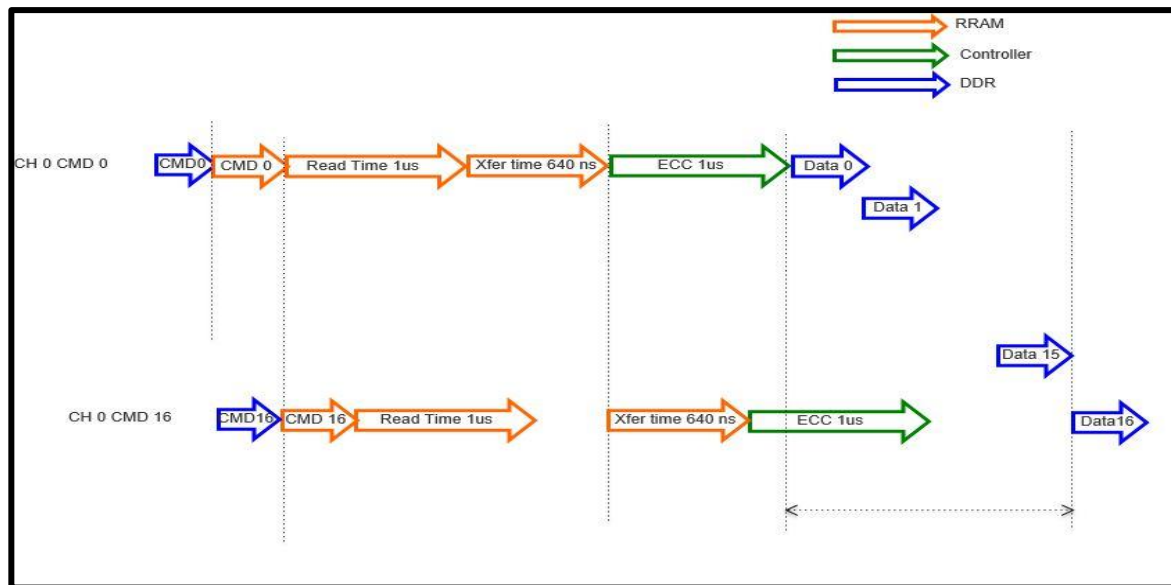 RRAM
Controller
DDR
CH 0 CMD 0
CMD0
CMD 0
Read Time 1us
Xfer time 640 ns
ECC 1us
Data 0
Data 1
Data 15
CH 0 CMD 16
CMD16
CMD 16
Read Time 1us
Xfer time 640 ns
ECC 1us
Data16